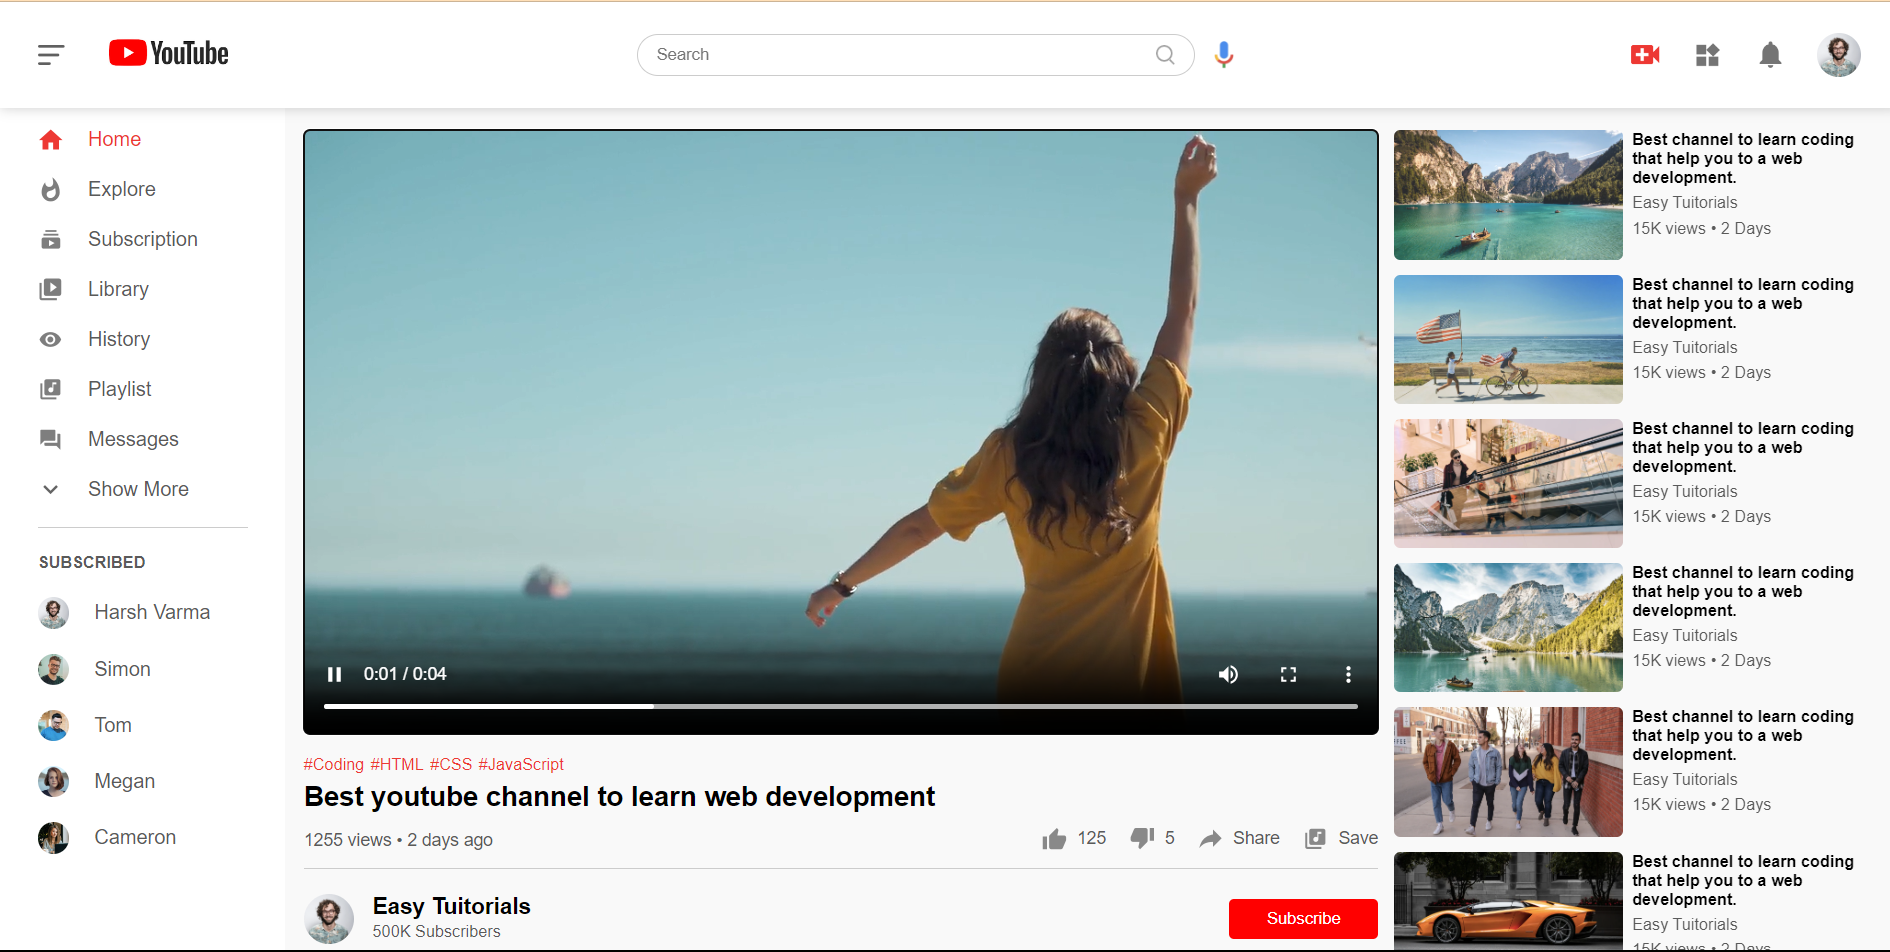 YouTube
Search
Home
Explore
Subscription
Library
History
Playlist
Messages
Show More
SUBSCRIBED
Harsh Varma
Simon
Tom
Megan
Cameron
0:01 / 0:04
#Coding #HTML #CSS #JavaScript
Best youtube channel to learn web development
1255 views • 2 days ago
125
5
Share
Save
Easy Tuitorials
500K Subscribers
Subscribe
Best channel to learn coding
that help you to a web
development.
Easy Tuitorials
15K views • 2 Days
Best channel to learn coding
that help you to a web
development.
Easy Tuitorials
15K views • 2 Days
Best channel to learn coding
that help you to a web
development.
Easy Tuitorials
15K views • 2 Days
Best channel to learn coding
that help you to a web
development.
Easy Tuitorials
15K views • 2 Days
Best channel to learn coding
that help you to a web
development.
Easy Tuitorials
15K views • 2 Days
Best channel to learn coding
that help you to a web
development.
Easy Tuitorials
15K views • 2 Days